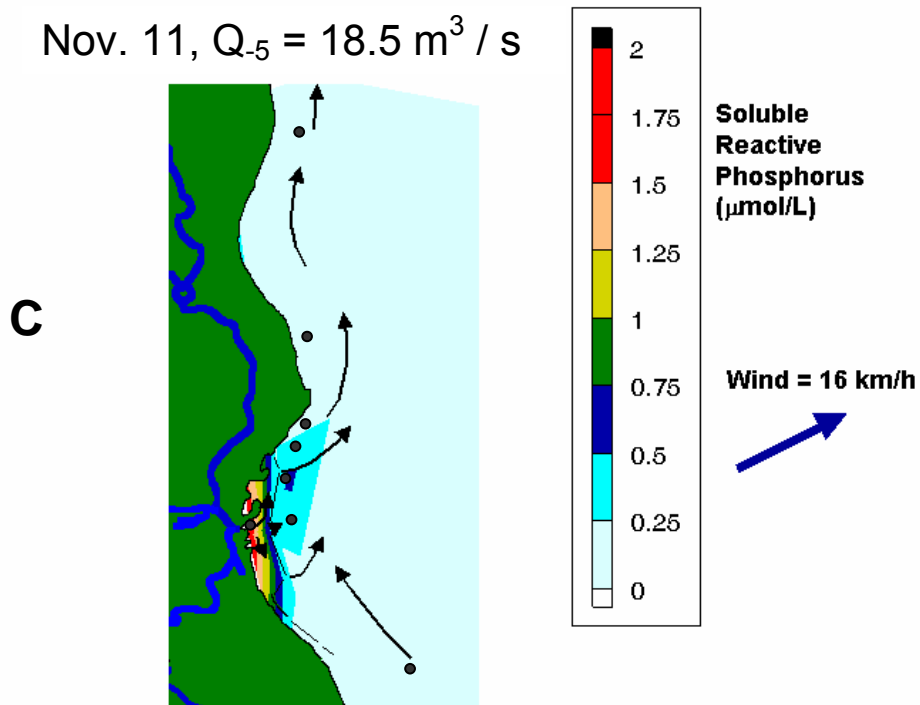 Nov. 11, Q-5 = 18.5 m3 / s
C
2
1.75
1.5
1.25
1
0.75
0.5
0.25
0
Soluble
Reactive
Phosphorus
(μmol/L)
Wind = 16 km/h